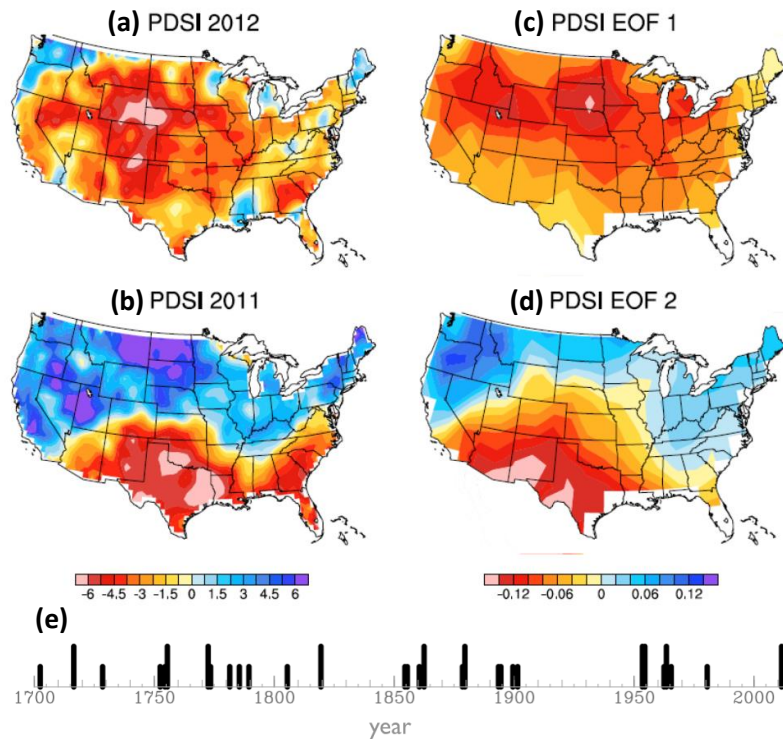 (a) PDSI 2012
(c) PDSI EOF 1
(b) PDSI 2011
(d) PDSI EOF 2
-6 -4.5 -3 -1.5 0 1.5 3 4.5 6
-0.12 -0.06 0 0.06 0.12
(e)
1700 1750 1800 1850 1900 1950 2000
year